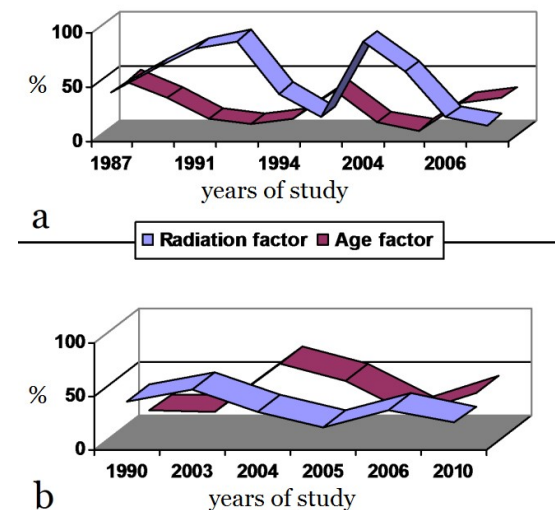 100
50
%
0
1987 1991 1994 2004 2006
years of study
a
Radiation factor Age factor
100
%
50
0
1990 2003 2004 2005 2006 2010
years of study
b